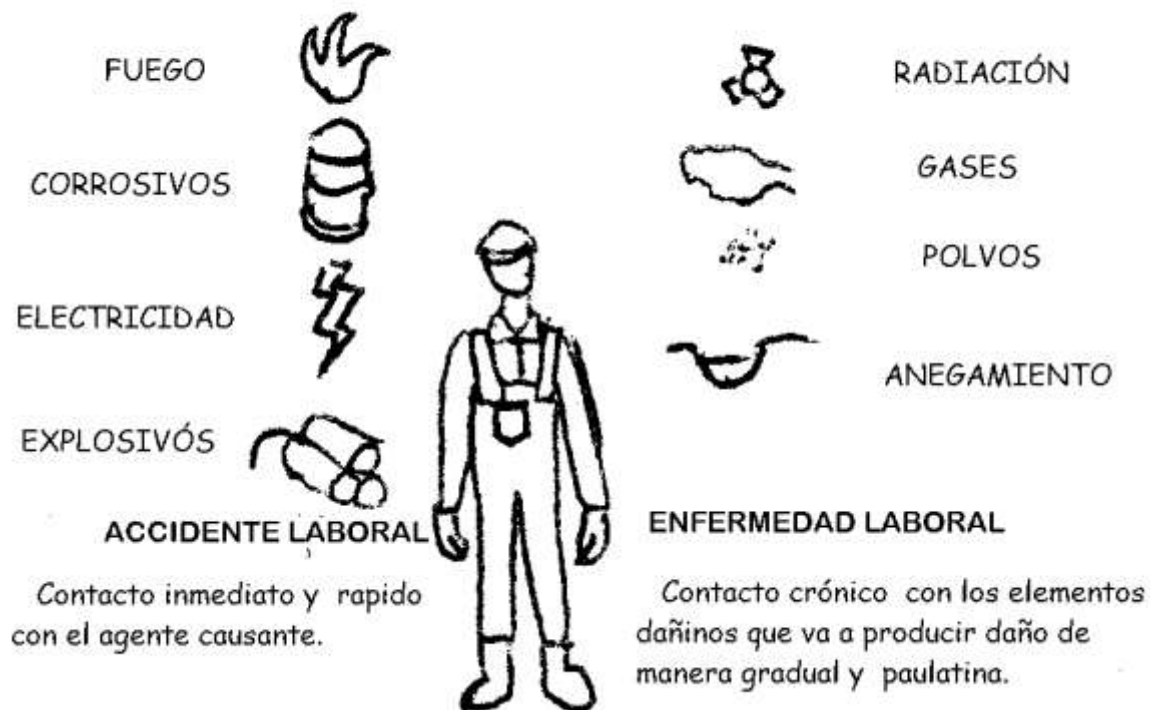 FUEGO
CORROSIVOS
ELECTRICIDAD
EXPLOSIVÓS
ACCIDENTE LABORAL
Contacto inmediato y rapido
con el agente causante.
RADIACIÓN
GASES
POLVOS
ANEGAMIENTO
ENFERMEDAD LABORAL
Contacto crónico con los elementos
dañinos que va a producir daño de
manera gradual y paulatina.